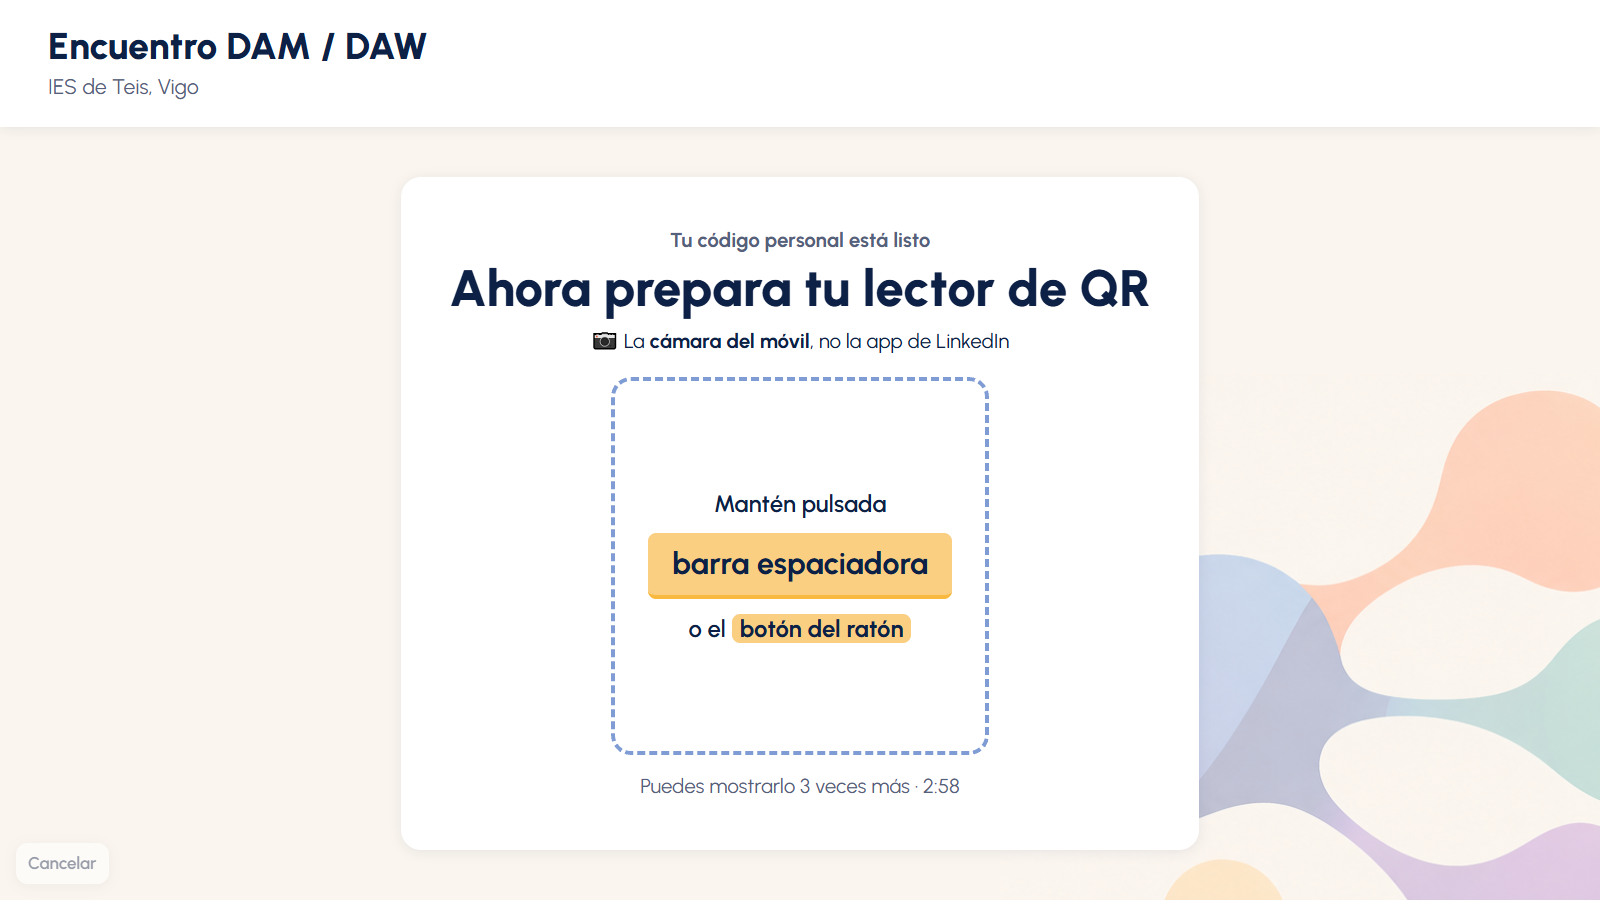 Encuentro DAM / DAW
IES de Teis, Vigo
Tu código personal está listo
Ahora prepara tu lector de QR
📷 La cámara del móvil, no la app de LinkedIn
Mantén pulsada
barra espaciadora
o el botón del ratón
Puedes mostrarlo 3 veces más · 2:58
Cancelar